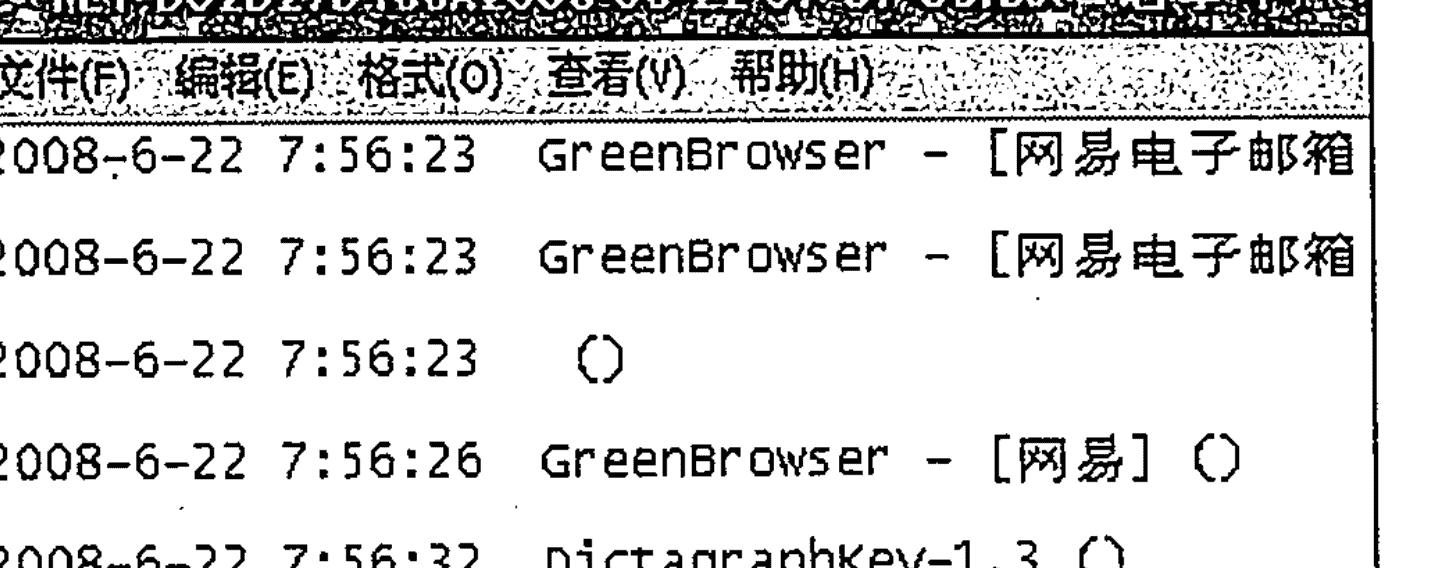 文件(F) 编辑(E) 格式(O) 查看(V) 帮助(H)
2008-6-22 7:56:23 GreenBrowser - [网易电子邮箱
2008-6-22 7:56:23 GreenBrowser - [网易电子邮箱
2008-6-22 7:56:23 ()
2008-6-22 7:56:26 GreenBrowser - [网易] ()
2008-6-22 7:56:32 DictagraphKey-1.3 ()